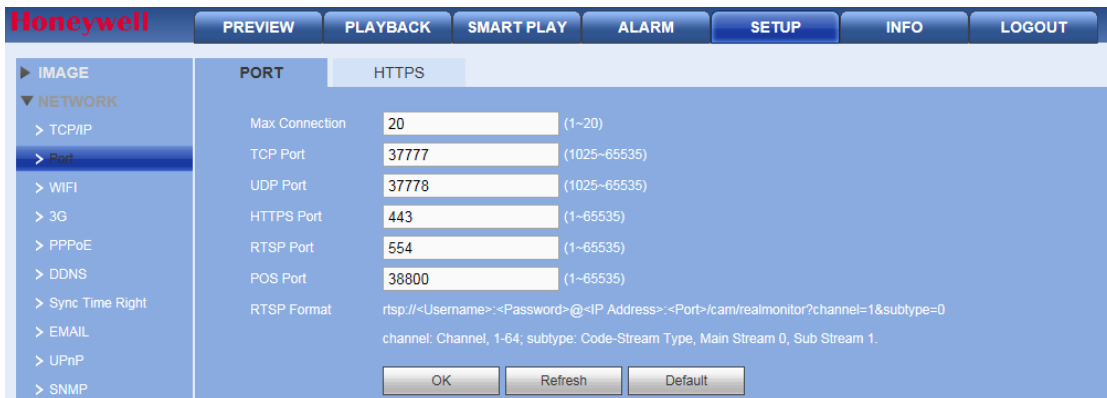 Honeywell
PREVIEW PLAYBACK SMART PLAY ALARM SETUP INFO LOGOUT
IMAGE
NETWORK
> TCP/IP
> Port
> WIFI
> 3G
> PPPoE
> DDNS
> Sync Time Right
> EMAIL
> UPnP
> SNMP
PORT HTTPS
Max Connection 20 (1~20)
TCP Port 37777 (1025~65535)
UDP Port 37778 (1025~65535)
HTTPS Port 443 (1~65535)
RTSP Port 554 (1~65535)
POS Port 38800 (1~65535)
RTSP Format rtsp://<Username>:<Password>@<IP Address>:<Port>/cam/realmonitor?channel=1&subtype=0
channel: Channel, 1-64; subtype: Code-Stream Type, Main Stream 0, Sub Stream 1.
OK Refresh Default